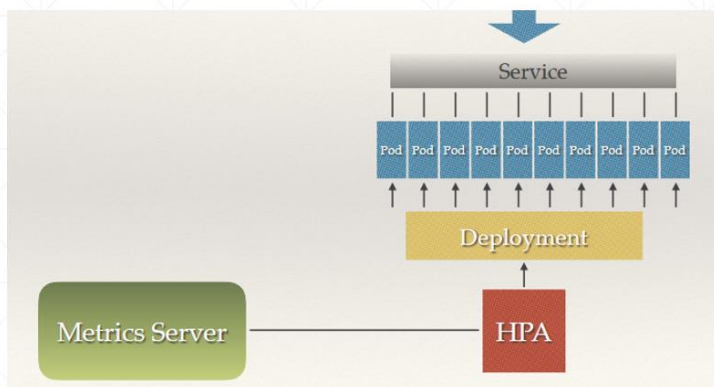 Service
Pod Pod Pod Pod Pod Pod Pod Pod Pod Pod
Deployment
Metrics Server
HPA